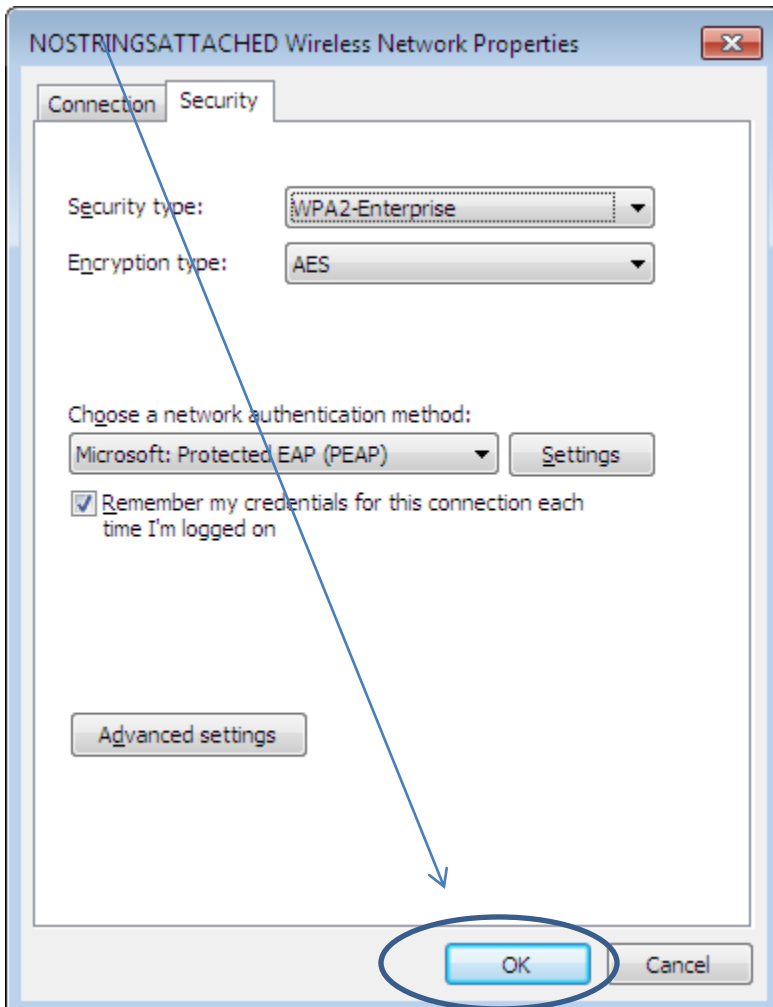 NOSTRINGSATTACHED Wireless Network Properties
Connection Security
Security type: WPA2-Enterprise
Encryption type: AES
Choose a network authentication method:
Microsoft: Protected EAP (PEAP) Settings
Remember my credentials for this connection each
time I'm logged on
Advanced settings
OK Cancel